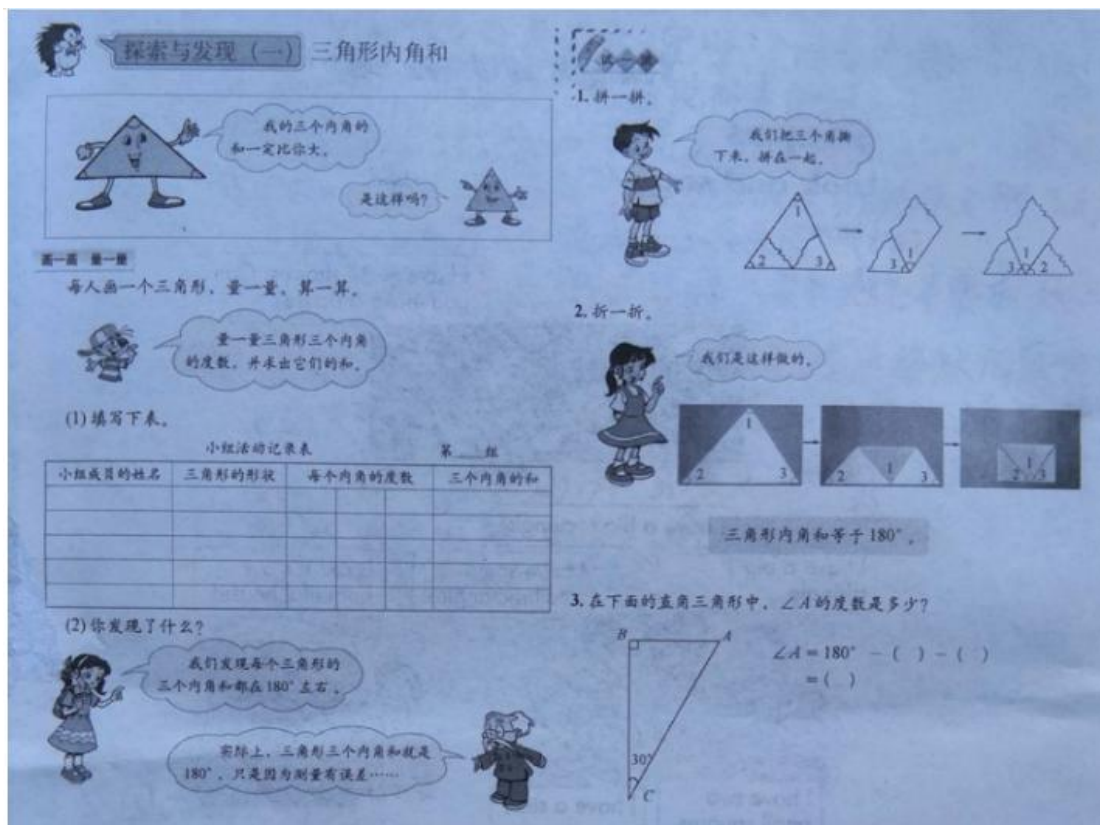 探索与发现（一） 三角形内角和
我的三个内角的
和一定比你大。
是这样吗？
画一画 量一量
每人画一个三角形，量一量，算一算。
量一量三角形三个内角
的度数，并求出它们的和。
(1) 填写下表。
小组活动记录表 第 组
小组成员的姓名 三角形的形状 每个内角的度数 三个内角的和
(2) 你发现了什么？
我们发现每个三角形的
三个内角和都在180°左右。
实际上，三角形三个内角和就是
180°，只是因为测量有误差……
试一试
1. 拼一拼。
我们把三个角撕
下来，拼在一起。
1
2 3
1
3
1
3 2
2. 折一折。
我们是这样做的。
1
2 3
2 1 3
1
2 3
三角形内角和等于180°。
3. 在下面的直角三角形中，∠A的度数是多少？
B A
∠A = 180° - ( ) - ( )
= ( )
30°
C